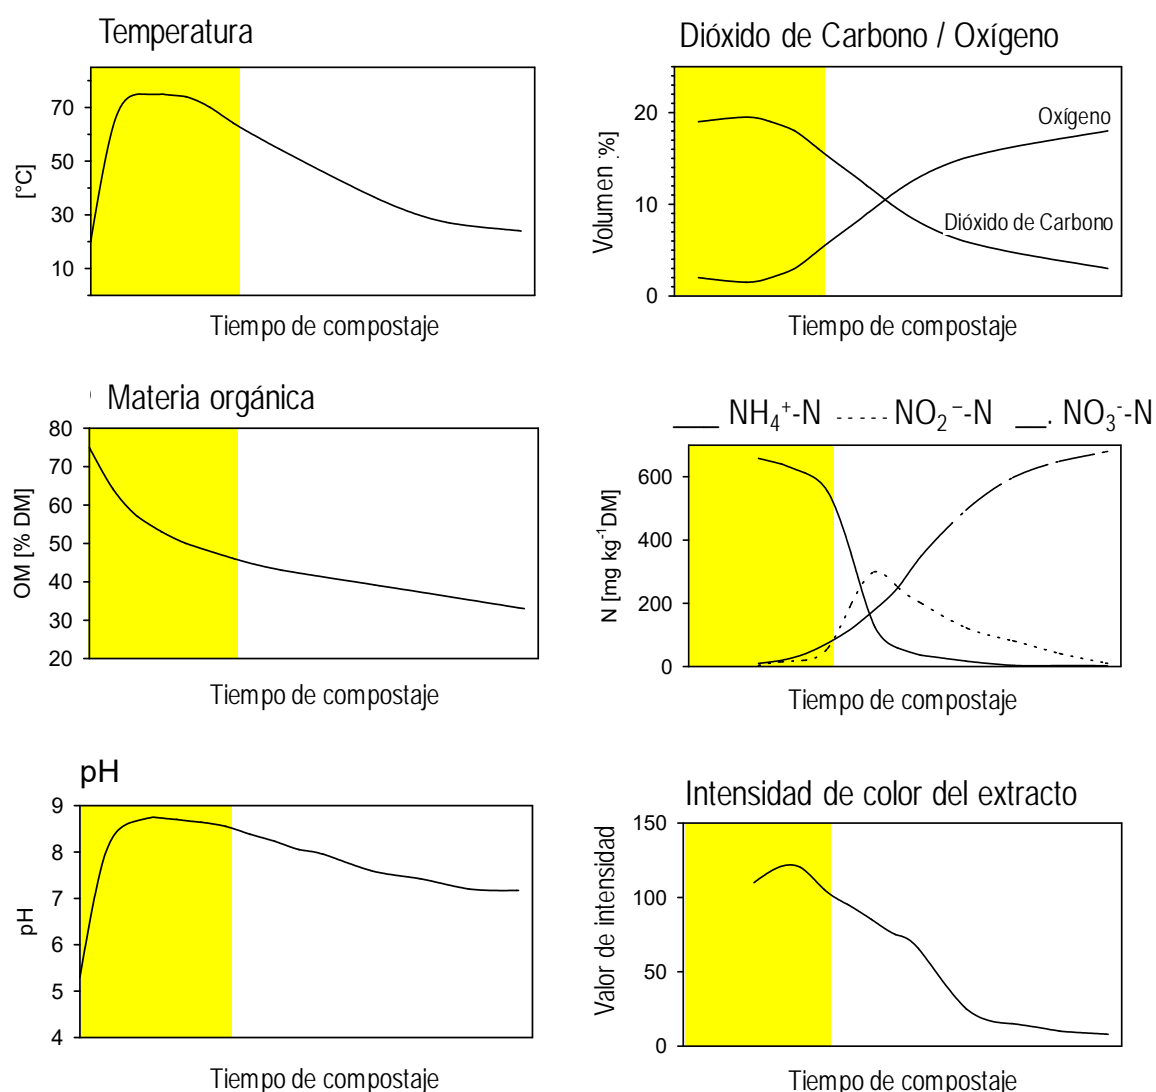 Temperatura
70
50
30
10
[°C]
Tiempo de compostaje
Dióxido de Carbono / Oxígeno
20
10
0
Volumen %)
Oxígeno
Dióxido de Carbono
Tiempo de compostaje
Materia orgánica
80
70
60
50
40
30
20
OM [% DM]
Tiempo de compostaje
NH₄⁺-N ------ NO₂⁻-N __. NO₃⁻-N
600
400
200
0
N [mg kg⁻¹DM]
Tiempo de compostaje
pH
9
8
7
6
5
4
pH
Tiempo de compostaje
Intensidad de color del extracto
150
100
50
0
Valor de intensidad
Tiempo de compostaje